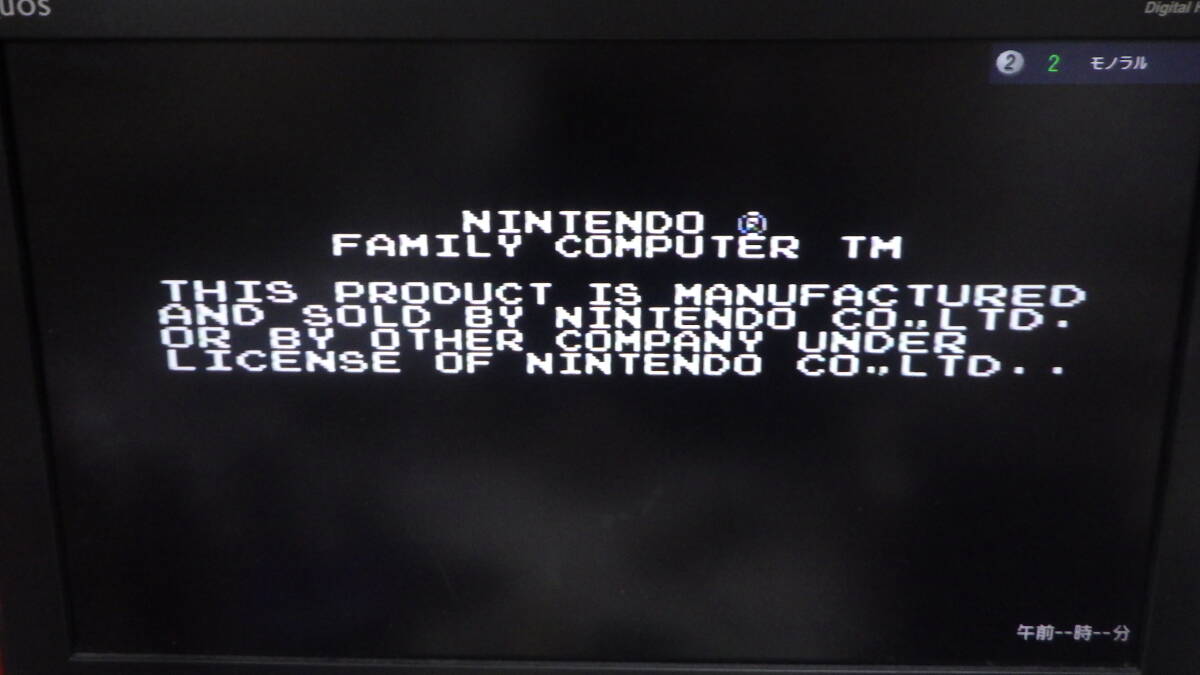 Digital
2 2 モノラル
NINTENDO ®
FAMILY COMPUTER TM
THIS PRODUCT IS MANUFACTURED
AND SOLD BY NINTENDO CO.,LTD.
OR BY OTHER COMPANY UNDER
LICENSE OF NINTENDO CO.,LTD..
午前--時--分